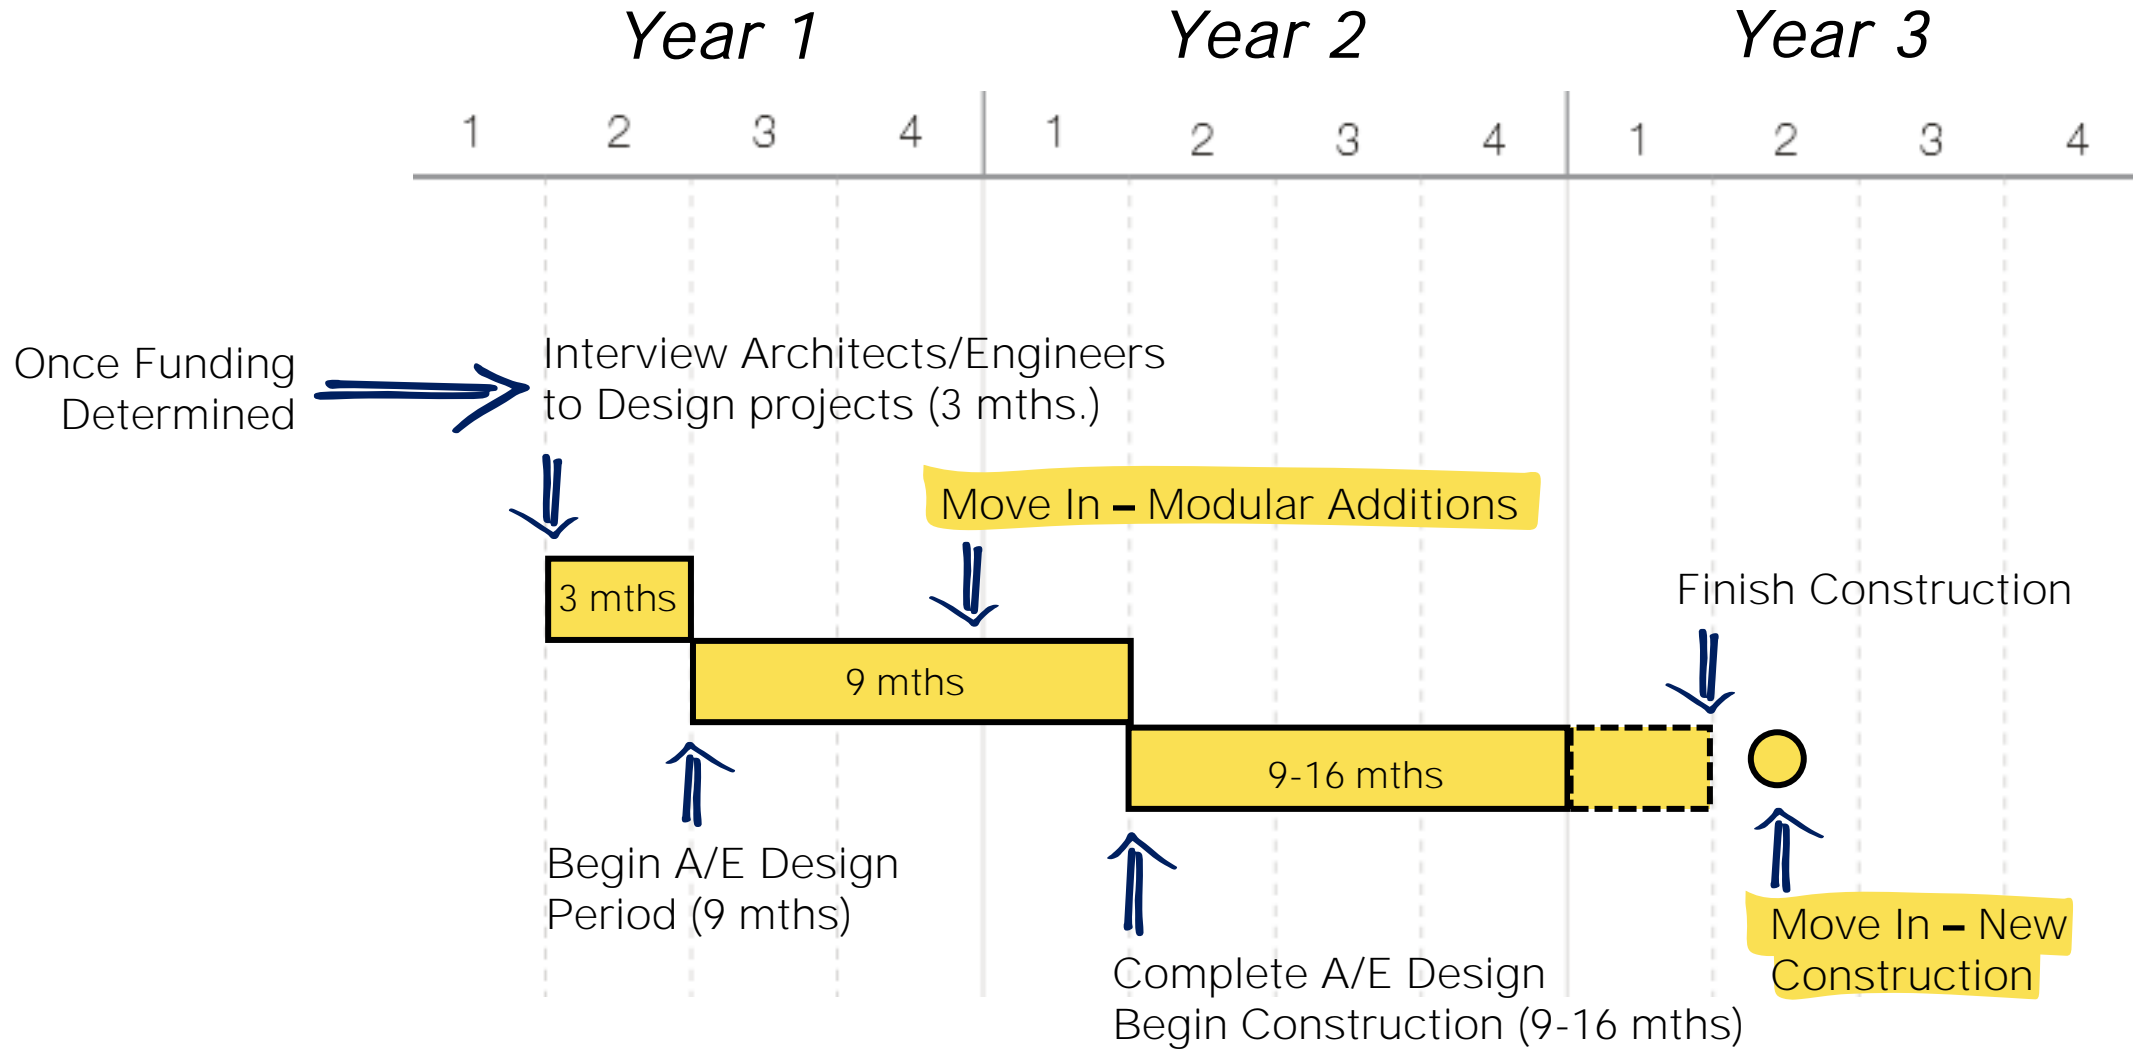 Year 1
Year 2
Year 3
1 2 3 4 1 2 3 4 1 2 3 4
Once Funding
Determined
Interview Architects/Engineers
to Design projects (3 mths.)
Move In – Modular Additions
Finish Construction
3 mths
9 mths
9-16 mths
Begin A/E Design
Period (9 mths)
Complete A/E Design
Begin Construction (9-16 mths)
Move In – New
Construction